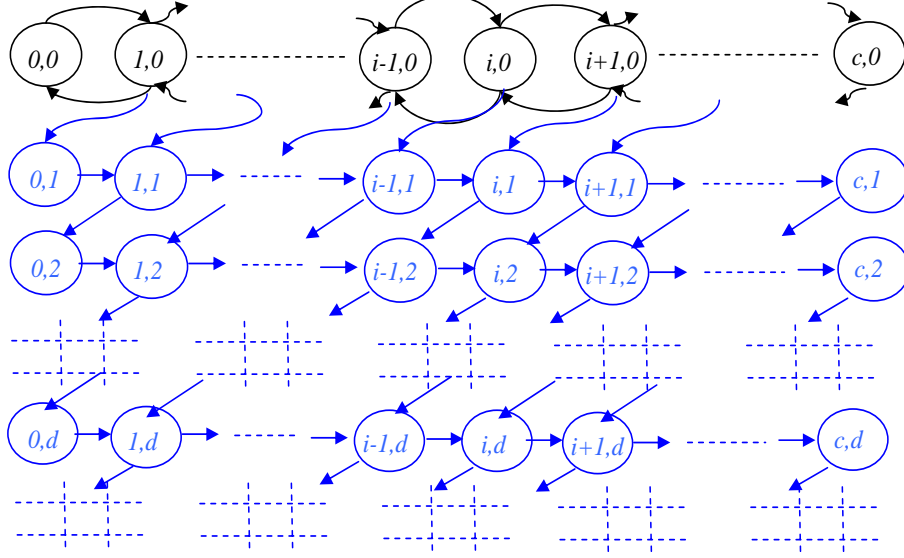 0,0 1,0 i-1,0 i,0 i+1,0 c,0
0,1 1,1 i-1,1 i,1 i+1,1 c,1
0,2 1,2 i-1,2 i,2 i+1,2 c,2
0,d 1,d i-1,d i,d i+1,d c,d